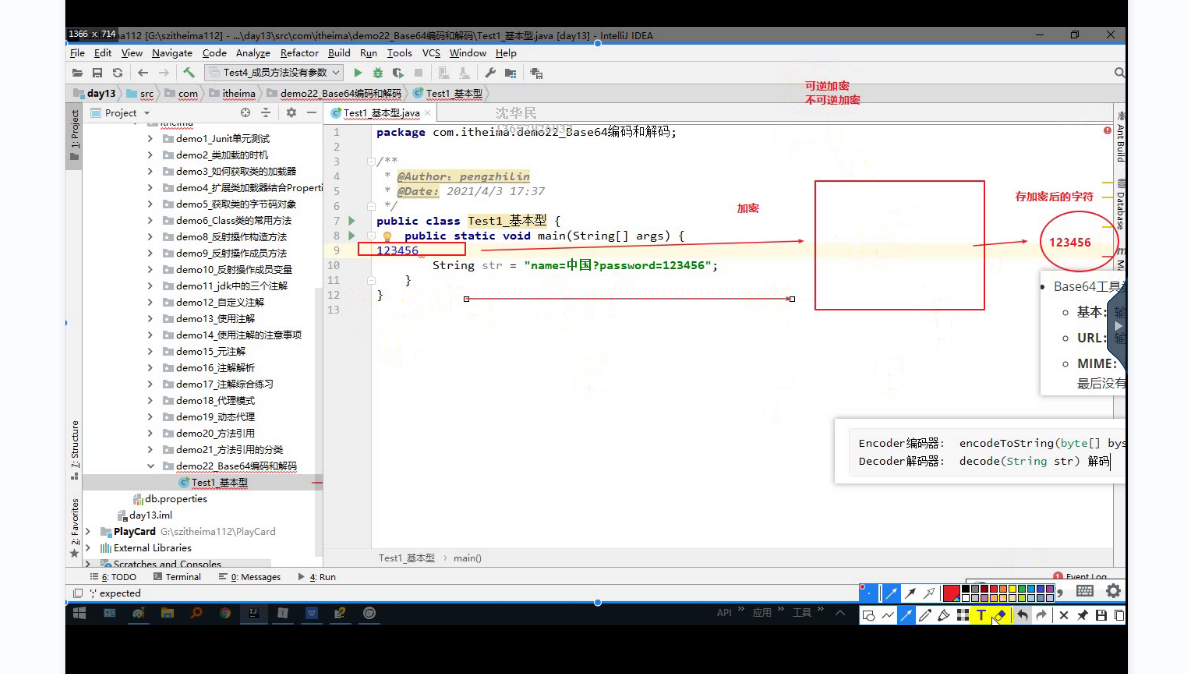 1366 x 714
a112 [G:\szitheima112] - ...\day13\src\com\itheima\demo22_Base64编码和解码\Test1_基本型.java [day13] - IntelliJ IDEA
File Edit View Navigate Code Analyze Refactor Build Run Tools VCS Window Help
Test4_成员方法没有参数
day13 src com itheima demo22_Base64编码和解码 Test1_基本型
可逆加密
不可逆加密
Project
Test1_基本型.java
沈华民
1: Project
itheima
demo1_Junit单元测试
demo2_类加载的时机
demo3_如何获取类的加载器
demo4_扩展类加载器结合Properti
demo5_获取类的字节码对象
demo6_Class类的常用方法
demo8_反射操作构造方法
demo9_反射操作成员方法
demo10_反射操作成员变量
demo11_jdk中的三个注解
demo12_自定义注解
demo13_使用注解
demo14_使用注解的注意事项
demo15_元注解
demo16_注解解析
demo17_注解综合练习
demo18_代理模式
demo19_动态代理
demo20_方法引用
demo21_方法引用的分类
demo22_Base64编码和解码
Test1_基本型
db.properties
day13.iml
PlayCard G:\szitheima112\PlayCard
External Libraries
Scratches and Consoles
7: Structure
2: Favorites
1 package com.itheima.demo22_Base64编码和解码;
2
3 /**
4 * @Author: pengzhilin
5 * @Date: 2021/4/3 17:37
6 */
7 public class Test1_基本型 {
8 public static void main(String[] args) {
9 123456
10 String str = "name=中国?password=123456";
11 }
12 }
13
加密
存加密后的字符
123456
Ant Build
Database
Base64工具
基本:
URL:
MIME:
最后没有
Encoder编码器: encodeToString(byte[] bys
Decoder解码器: decode(String str) 解码
Test1_基本型 main()
6: TODO Terminal 0: Messages 4: Run Event Log
';' expected
API 应用 工具